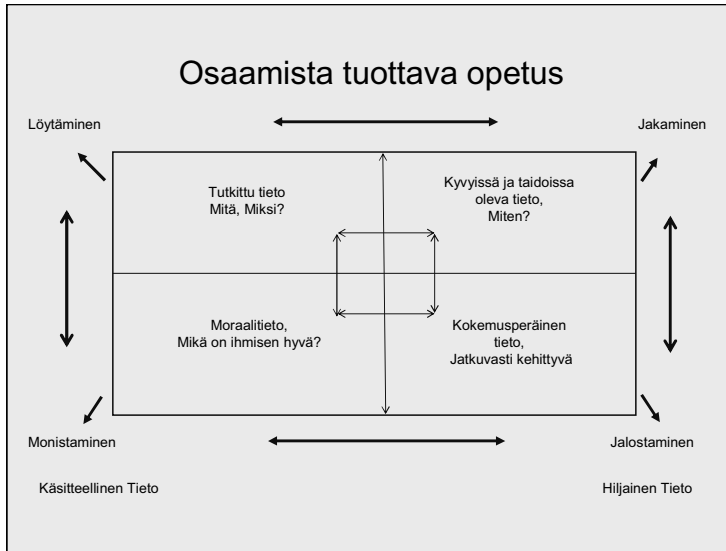 Osaamista tuottava opetus
Löytäminen
Jakaminen
Tutkittu tieto
Mitä, Miksi?
Kyvyissä ja taidoissa
oleva tieto,
Miten?
Moraalitieto,
Mikä on ihmisen hyvä?
Kokemusperäinen
tieto,
Jatkuvasti kehittyvä
Monistaminen
Jalostaminen
Käsitteellinen Tieto
Hiljainen Tieto